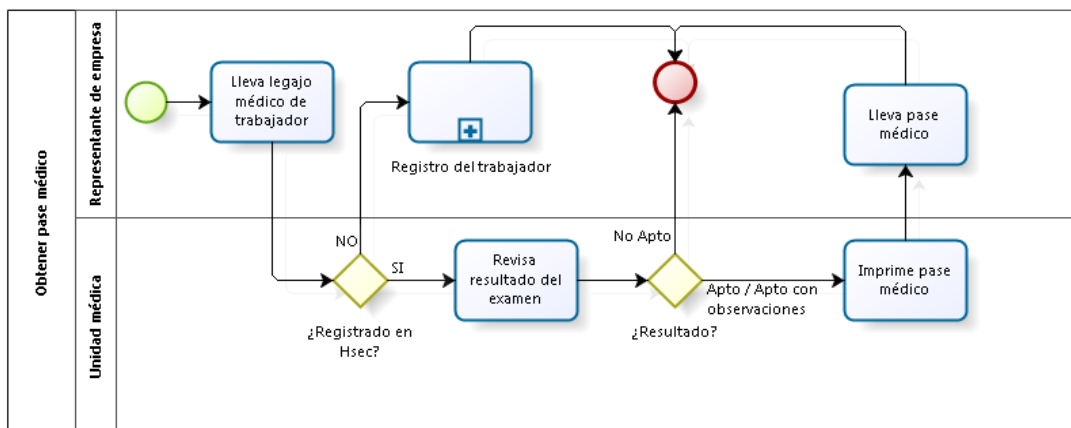 Obtener pase médico
Representante de empresa
Lleva legajo
médico de
trabajador
Registro del trabajador
Lleva pase
médico
Unidad médica
NO
SI
¿Registrado en
Hsec?
Revisa
resultado del
examen
No Apto
¿Resultado?
Apto / Apto con
observaciones
Imprime pase
médico